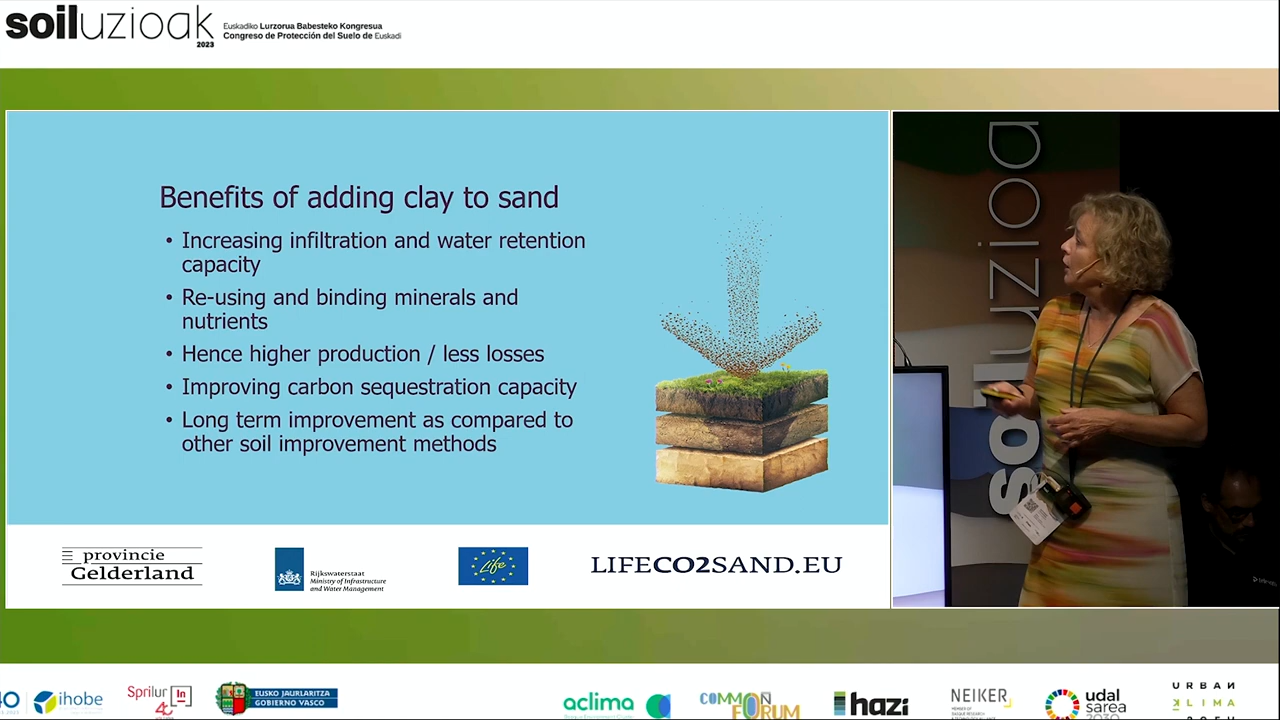 soiluzioak
2023
Euskadiko Lurzorua Babesteko Kongresua
Congreso de Protección del Suelo de Euskadi
Benefits of adding clay to sand
• Increasing infiltration and water retention
capacity
• Re-using and binding minerals and
nutrients
• Hence higher production / less losses
• Improving carbon sequestration capacity
• Long term improvement as compared to
other soil improvement methods
provincie
Gelderland
Rijkswaterstaat
Ministry of Infrastructure
and Water Management
Life
LIFECO2SAND.EU
soiluzioa
ihobe
Sprilur
EUSKO JAURLARITZA
GOBIERNO VASCO
aclima
COMMON
FORUM
hazi
NEIKER
udal
sarea
2030
URBAN
KLIMA